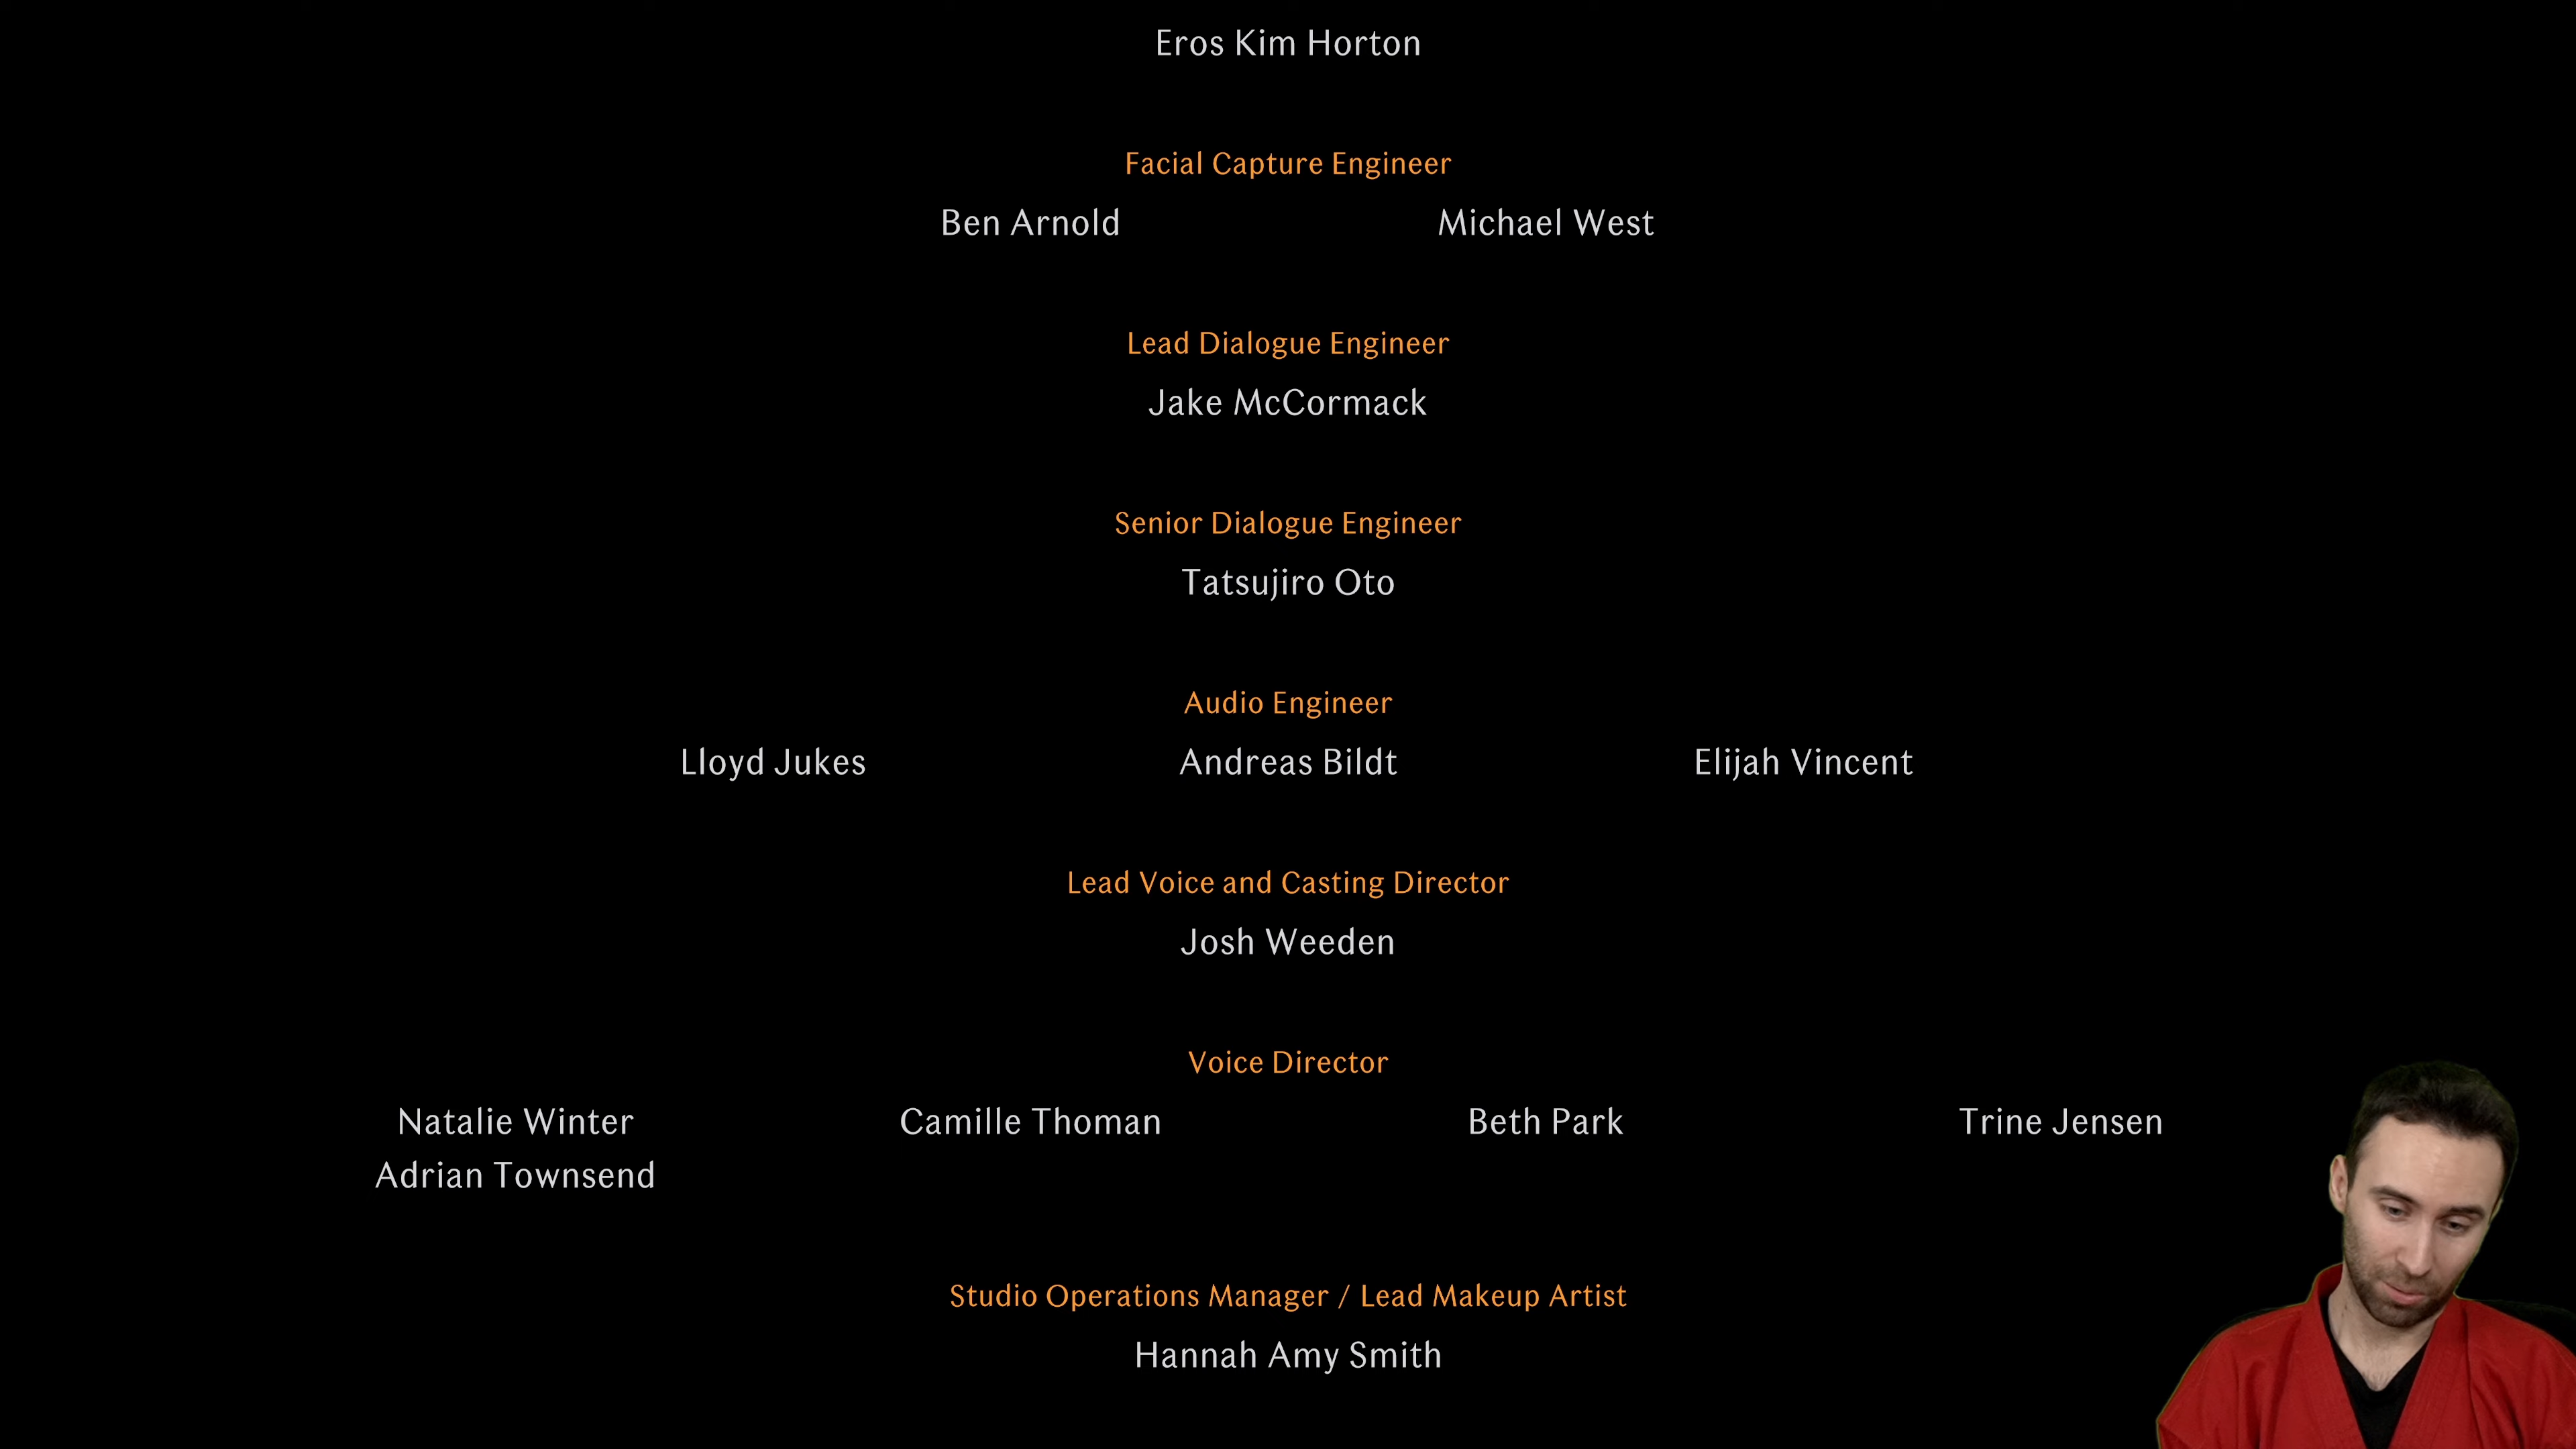 Eros Kim Horton
Facial Capture Engineer
Ben Arnold Michael West
Lead Dialogue Engineer
Jake McCormack
Senior Dialogue Engineer
Tatsujiro Oto
Audio Engineer
Lloyd Jukes Andreas Bildt Elijah Vincent
Lead Voice and Casting Director
Josh Weeden
Voice Director
Natalie Winter Camille Thoman Beth Park Trine Jensen
Adrian Townsend
Studio Operations Manager / Lead Makeup Artist
Hannah Amy Smith